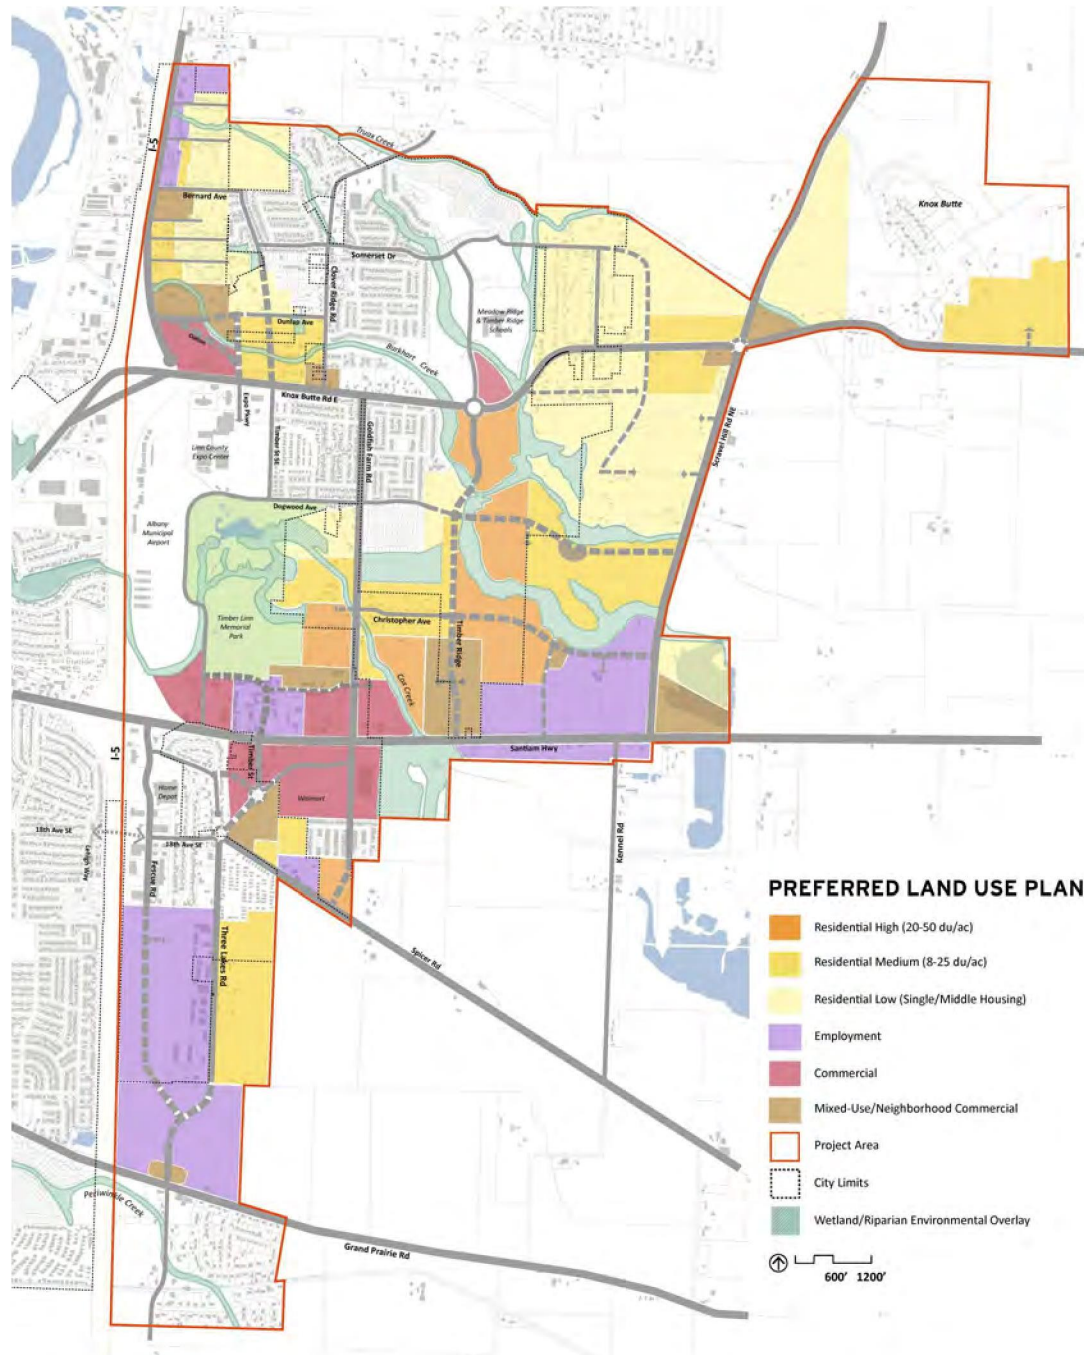 Truax Creek
I-5
Bernard Ave
Knox Butte
Somerset Dr
Clover Ridge Rd
Meadow Ridge
& Timber Ridge
Schools
Dunlap Ave
Burkhart Creek
Knox Butte Rd E
Expo Pkwy
Linn County
Expo Center
Timber St SE
Goldfish Farm Rd
Scravel Hill Rd NE
Dogwood Ave
Albany
Municipal
Airport
Timber Linn
Memorial
Park
Christopher Ave
Timber Ridge
Cox Creek
Santiam Hwy
I-5
Timber St
Home
Depot
Walmart
18th Ave SE
18th Ave SE
Lehigh Way
Fescue Rd
Kennel Rd
Three Lakes Rd
Spicer Rd
Periwinkle Creek
Grand Prairie Rd
PREFERRED LAND USE PLAN
Residential High (20-50 du/ac)
Residential Medium (8-25 du/ac)
Residential Low (Single/Middle Housing)
Employment
Commercial
Mixed-Use/Neighborhood Commercial
Project Area
City Limits
Wetland/Riparian Environmental Overlay
600' 1200'